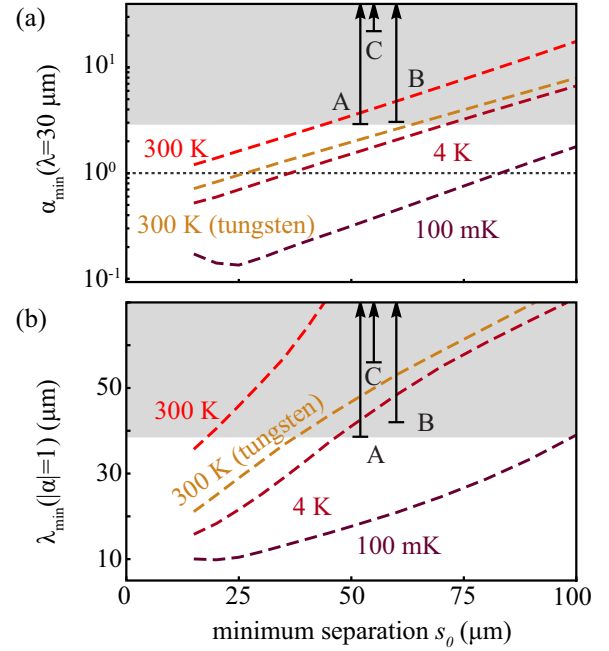 (a)
10¹
10⁰
10⁻¹
α_min(λ=30 μm)
A
C
B
300 K
4 K
300 K (tungsten)
100 mK
(b)
50
30
10
λ_min(|α|=1) (μm)
C
B
A
300 K
300 K (tungsten)
4 K
100 mK
0
25
50
75
100
minimum separation s₀ (μm)